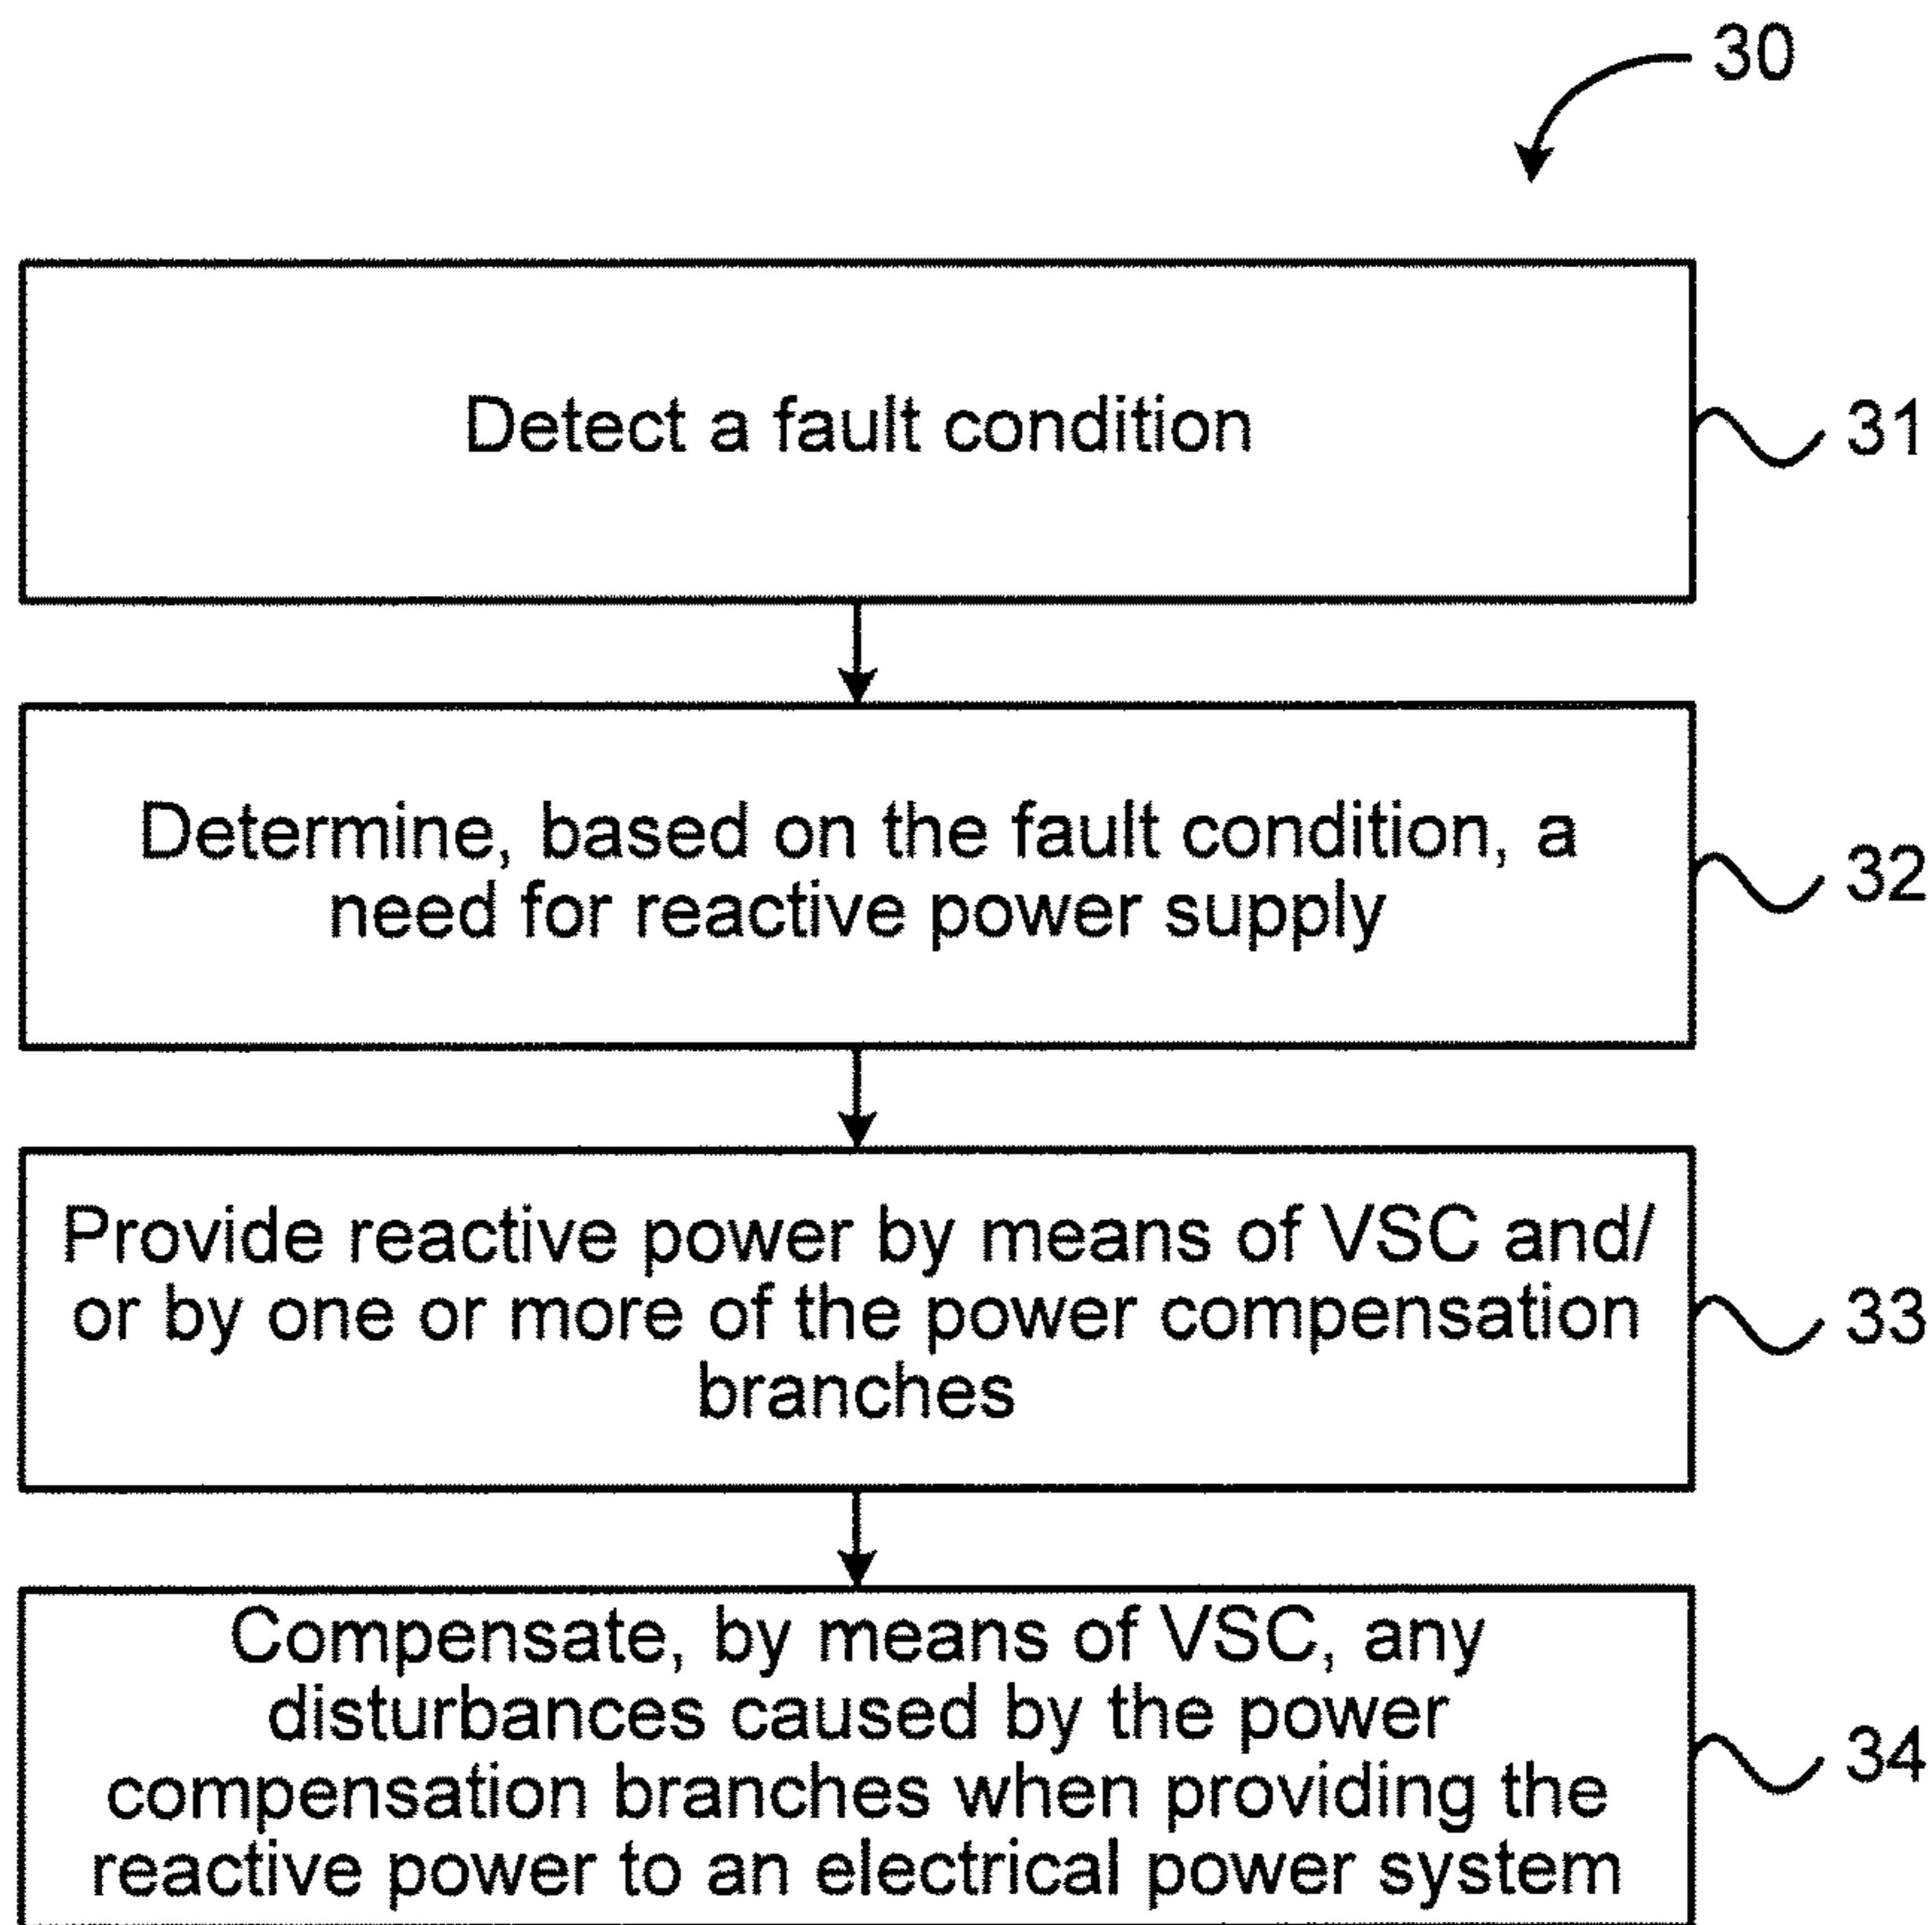 30
Detect a fault condition
31
Determine, based on the fault condition, a
need for reactive power supply
32
Provide reactive power by means of VSC and/
or by one or more of the power compensation
branches
33
Compensate, by means of VSC, any
disturbances caused by the power
compensation branches when providing the
reactive power to an electrical power system
34